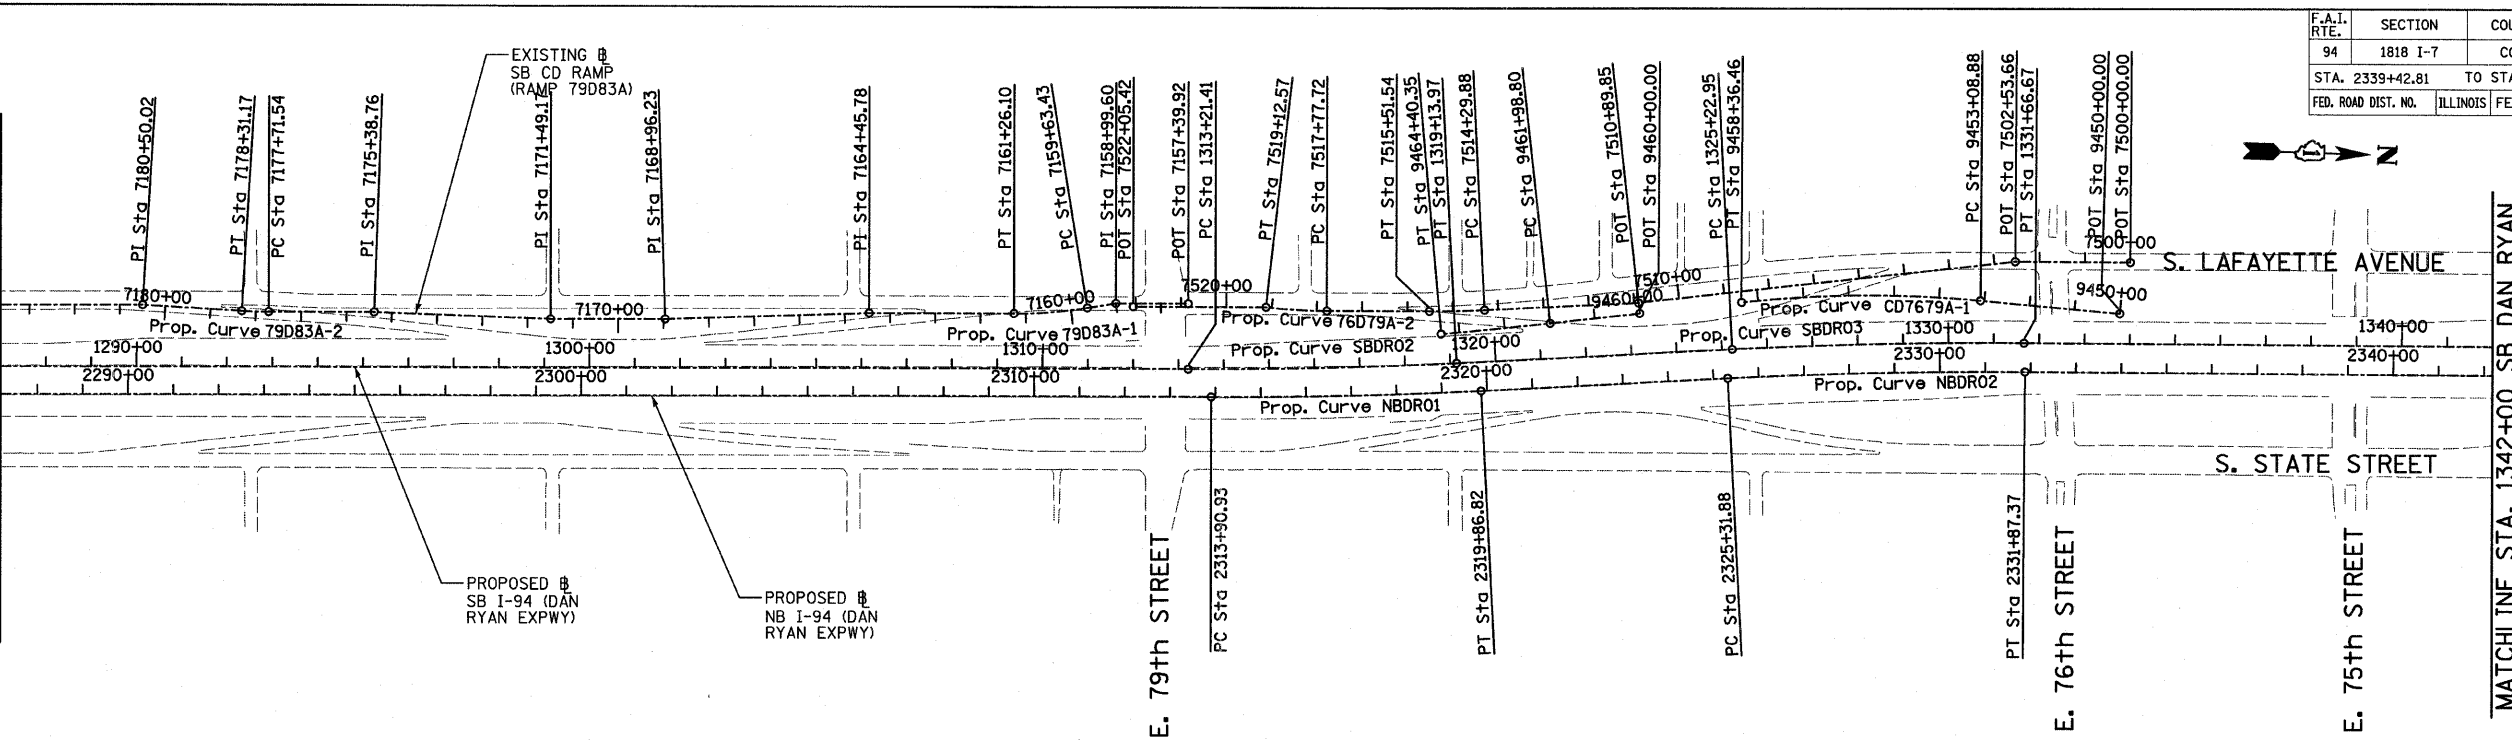 F.A.I. RTE.
SECTION
94
1818 I-7
STA. 2339+42.81 TO
FED. ROAD DIST. NO.
ILLINOIS
EXISTING
SB CD RAMP
(RAMP 79D83A)
PI Sta 7180+50.02
PT Sta 7178+31.17
PC Sta 7177+71.54
PI Sta 7175+38.76
PI Sta 7171+49.17
PI Sta 7168+96.23
PI Sta 7164+45.78
PT Sta 7161+26.10
PC Sta 7159+63.43
PI Sta 7158+99.60
POT Sta 7522+05.42
POT Sta 7157+39.92
PC Sta 1313+21.41
PT Sta 7519+12.57
PC Sta 7517+77.72
PT Sta 7515+51.54
PT Sta 9464+40.35
PT Sta 1319+13.97
PC Sta 7514+29.88
PC Sta 9461+98.80
POT Sta 7510+89.85
POT Sta 9460+00.00
PC Sta 1325+22.95
PT Sta 9458+36.46
PC Sta 9453+08.88
POT Sta 7502+53.66
PT Sta 1331+66.67
POT Sta 9450+00.00
POT Sta 7500+00.00
N
7500+00
S. LAFAYETTE AVENUE
7180+00
7170+00
7160+00
7520+00
7510+00
9460+00
9450+00
Prop. Curve 79D83A-2
Prop. Curve 79D83A-1
Prop. Curve 76D79A-2
Prop. Curve CD7679A-1
Prop. Curve SBDR02
Prop. Curve SBDR03
1290+00
1300+00
1310+00
1320+00
1330+00
1340+00
2290+00
2300+00
2310+00
2320+00
2330+00
2340+00
Prop. Curve NBDR01
Prop. Curve NBDR02
S. STATE STREET
PC Sta 2313+90.93
PT Sta 2319+86.82
PC Sta 2325+31.88
PT Sta 2331+87.37
PROPOSED
SB I-94 (DAN
RYAN EXPWY)
PROPOSED
NB I-94 (DAN
RYAN EXPWY)
E. 79th STREET
E. 76th STREET
E. 75th STREET
MATCHLINE STA. 1342+00 SB DAN RYAN